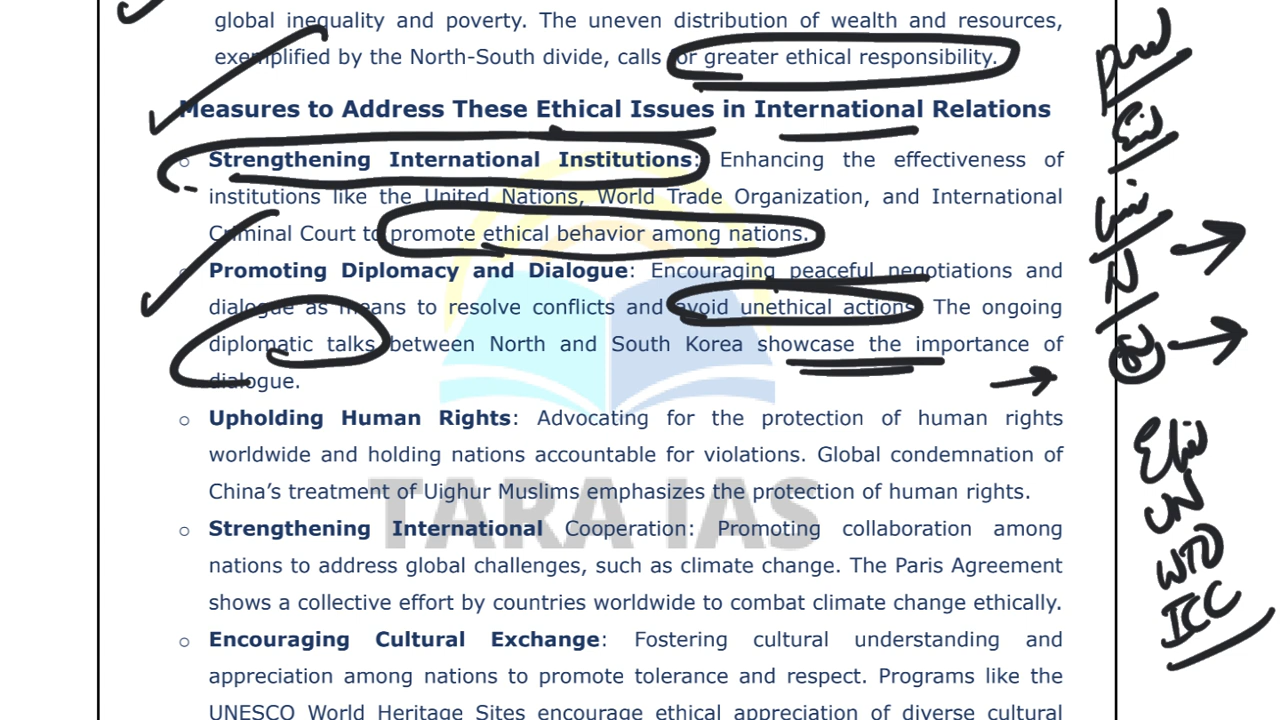 global inequality and poverty. The uneven distribution of wealth and resources,
exemplified by the North-South divide, calls for greater ethical responsibility.
Measures to Address These Ethical Issues in International Relations
Strengthening International Institutions: Enhancing the effectiveness of
institutions like the United Nations, World Trade Organization, and International
Criminal Court to promote ethical behavior among nations.
Promoting Diplomacy and Dialogue: Encouraging peaceful negotiations and
dialogue as means to resolve conflicts and avoid unethical actions. The ongoing
diplomatic talks between North and South Korea showcase the importance of
dialogue.
Upholding Human Rights: Advocating for the protection of human rights
worldwide and holding nations accountable for violations. Global condemnation of
China’s treatment of Uighur Muslims emphasizes the protection of human rights.
Strengthening International Cooperation: Promoting collaboration among
nations to address global challenges, such as climate change. The Paris Agreement
shows a collective effort by countries worldwide to combat climate change ethically.
Encouraging Cultural Exchange: Fostering cultural understanding and
appreciation among nations to promote tolerance and respect. Programs like the
UNESCO World Heritage Sites encourage ethical appreciation of diverse cultural
TARA IAS
UN
WTO
ICC